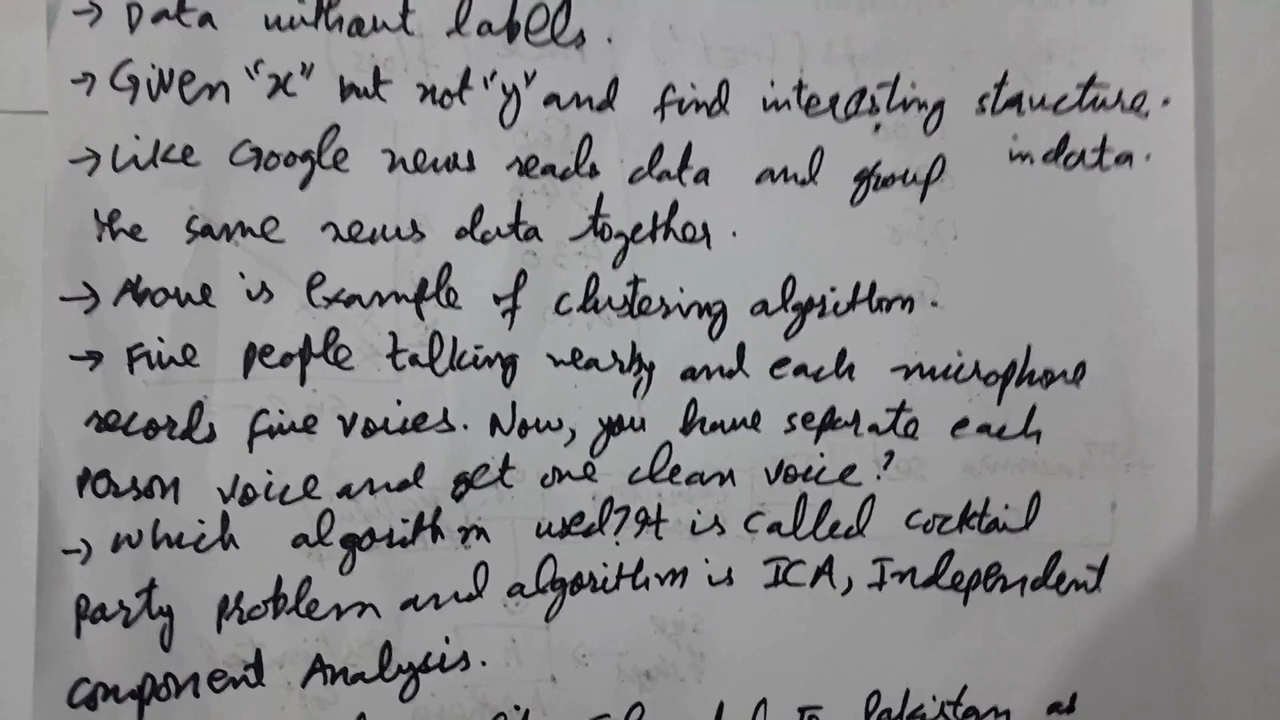 → Data without labels.
→ Given "x" but not "y" and find interesting structure.
in data.
→ Like Google news reads data and group
the same news data together.
→ Above is example of clustering algorithm.
→ Five people talking nearby and each microphone
records five voices. Now, you have separate each
person voice and get one clean voice?
→ which algorithm used? It is called cocktail
party problem and algorithm is ICA, Independent
component Analysis.
to Pakistan as